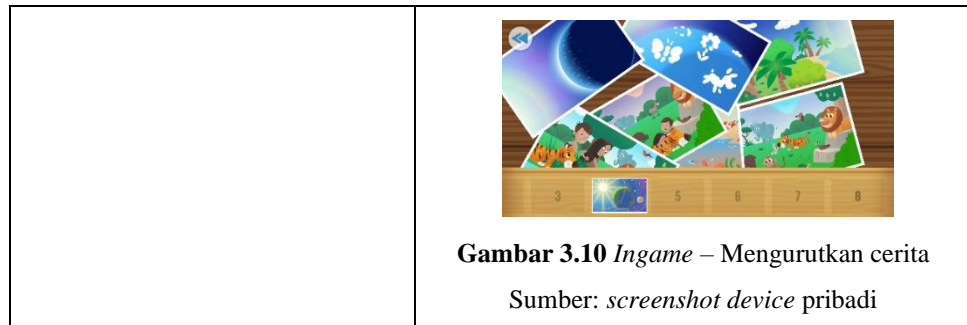 3 5 6 7 8
Gambar 3.10 Ingame – Mengurutkan cerita
Sumber: screenshot device pribadi